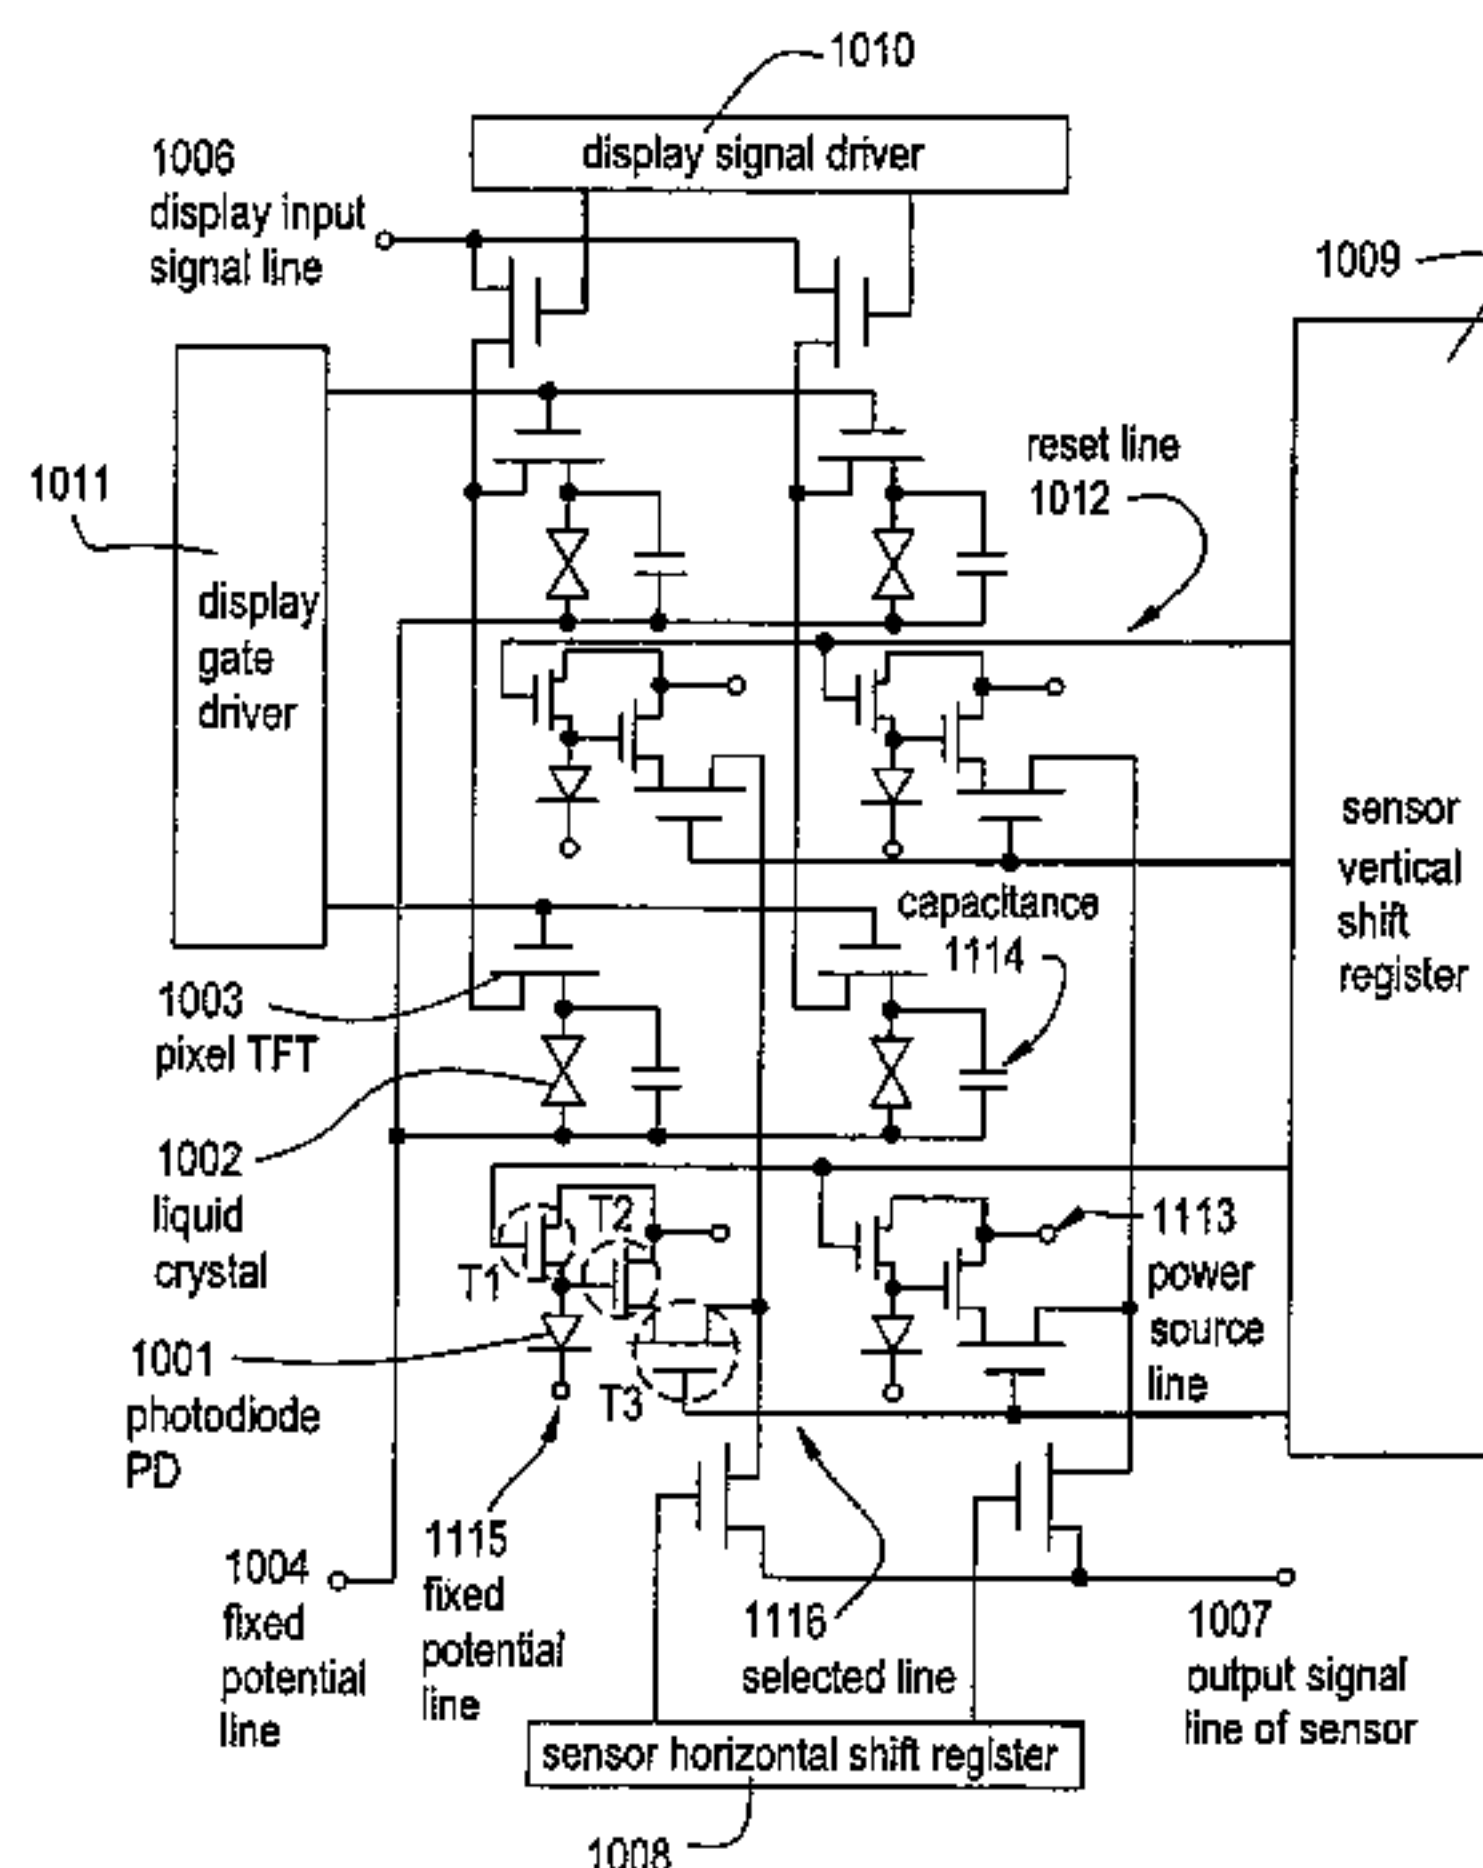 1010
display signal driver
1006
display input
signal line
1009
1011
display
gate
driver
reset line
1012
sensor
vertical
shift
register
capacitance
1114
1003
pixel TFT
1002
liquid
crystal
T1
T2
T3
1113
power
source
line
1001
photodiode
PD
1004
fixed
potential
line
1115
fixed
potential
line
1116
selected line
1007
output signal
line of sensor
sensor horizontal shift register
1008